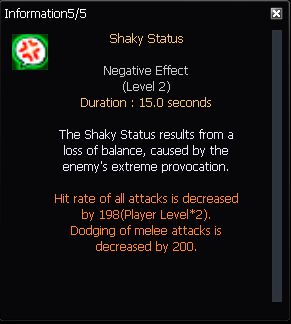 Information5/5
Shaky Status
Negative Effect
(Level 2)
Duration : 15.0 seconds
The Shaky Status results from a
loss of balance, caused by the
enemy's extreme provocation.
Hit rate of all attacks is decreased
by 198(Player Level*2).
Dodging of melee attacks is
decreased by 200.